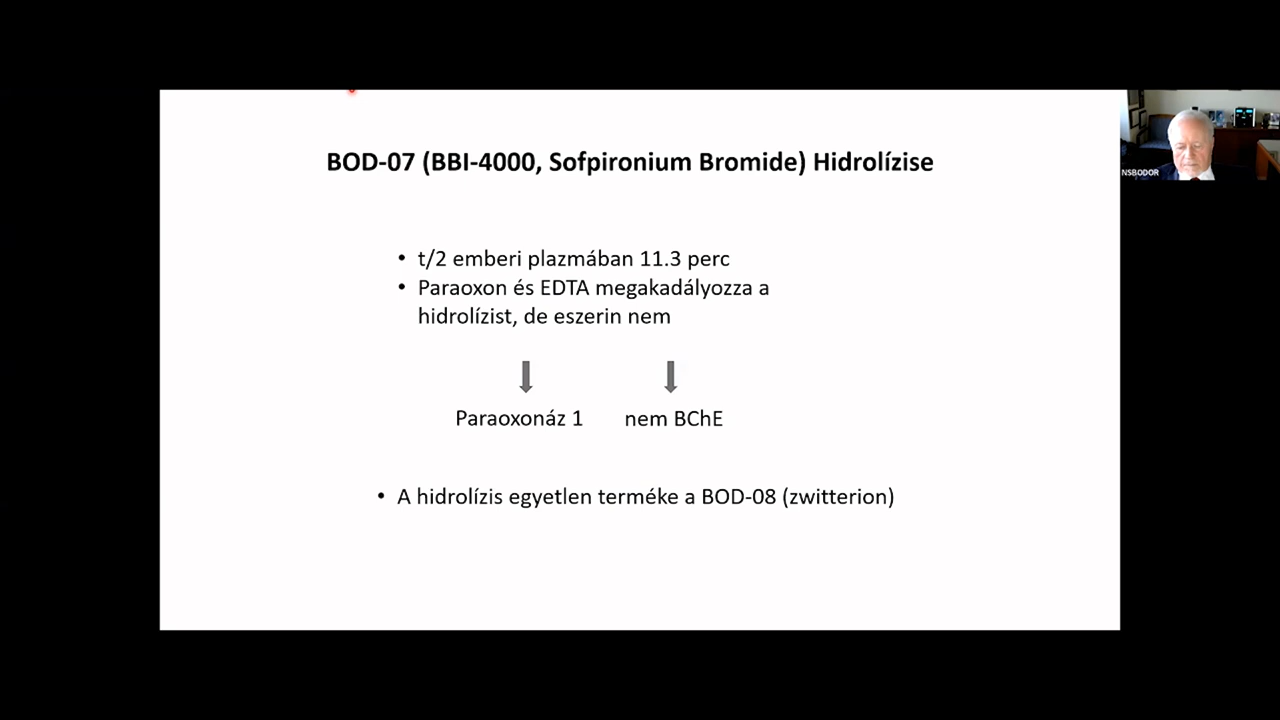 BOD-07 (BBI-4000, Sofpironium Bromide) Hidrolízise
NSBODOR
• t/2 emberi plazmában 11.3 perc
• Paraoxon és EDTA megakadályozza a
hidrolízist, de eszerin nem
Paraoxonáz 1 nem BChE
• A hidrolízis egyetlen terméke a BOD-08 (zwitterion)